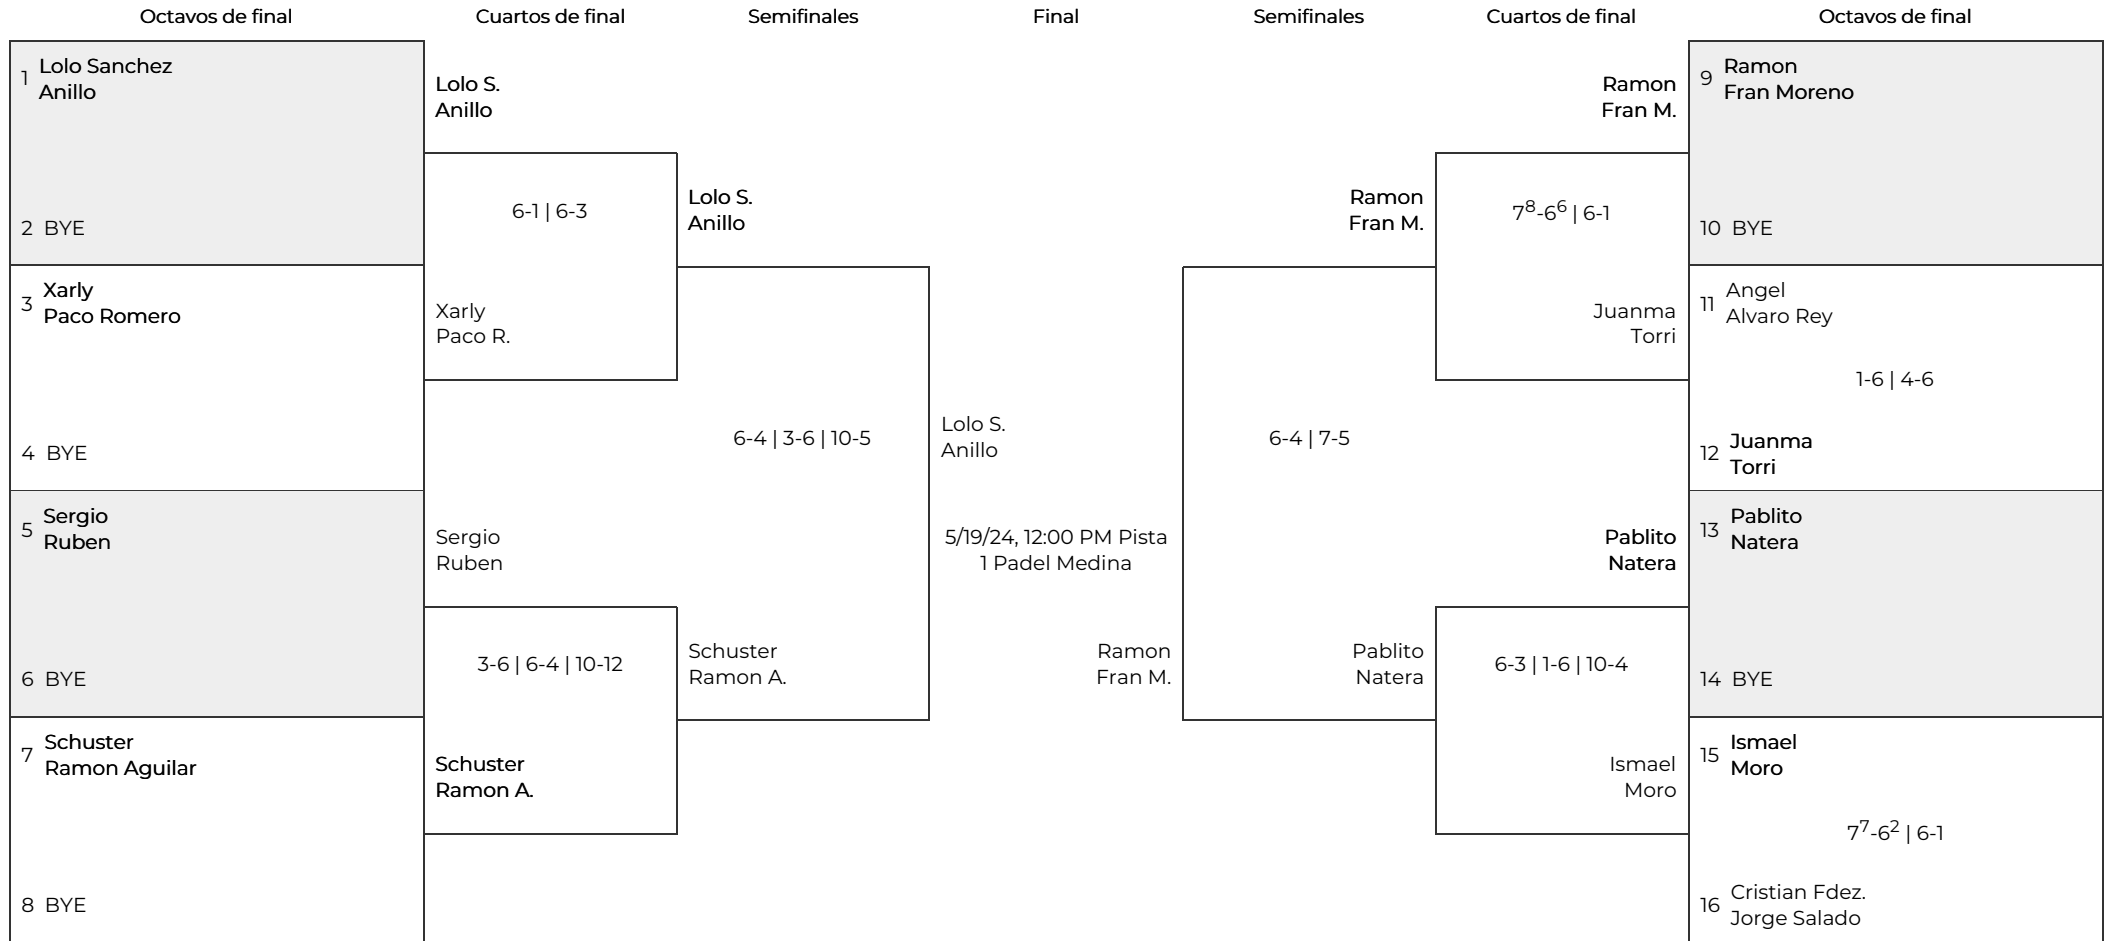 Octavos de final
Cuartos de final
Semifinales
Final
Semifinales
Cuartos de final
Octavos de final
1
Lolo Sanchez
Anillo
2 BYE
3
Xarly
Paco Romero
4 BYE
5
Sergio
Ruben
6 BYE
7
Schuster
Ramon Aguilar
8 BYE
Lolo S.
Anillo
6-1 | 6-3
Xarly
Paco R.
Sergio
Ruben
3-6 | 6-4 | 10-12
Schuster
Ramon A.
Lolo S.
Anillo
6-4 | 3-6 | 10-5
Schuster
Ramon A.
Lolo S.
Anillo
5/19/24, 12:00 PM Pista
1 Padel Medina
Ramon
Fran M.
Ramon
Fran M.
6-4 | 7-5
Pablito
Natera
Ramon
Fran M.
7⁸-6⁶ | 6-1
Juanma
Torri
Pablito
Natera
6-3 | 1-6 | 10-4
Ismael
Moro
9
Ramon
Fran Moreno
10 BYE
11
Angel
Alvaro Rey
1-6 | 4-6
12
Juanma
Torri
13
Pablito
Natera
14 BYE
15
Ismael
Moro
7⁷-6² | 6-1
16
Cristian Fdez.
Jorge Salado